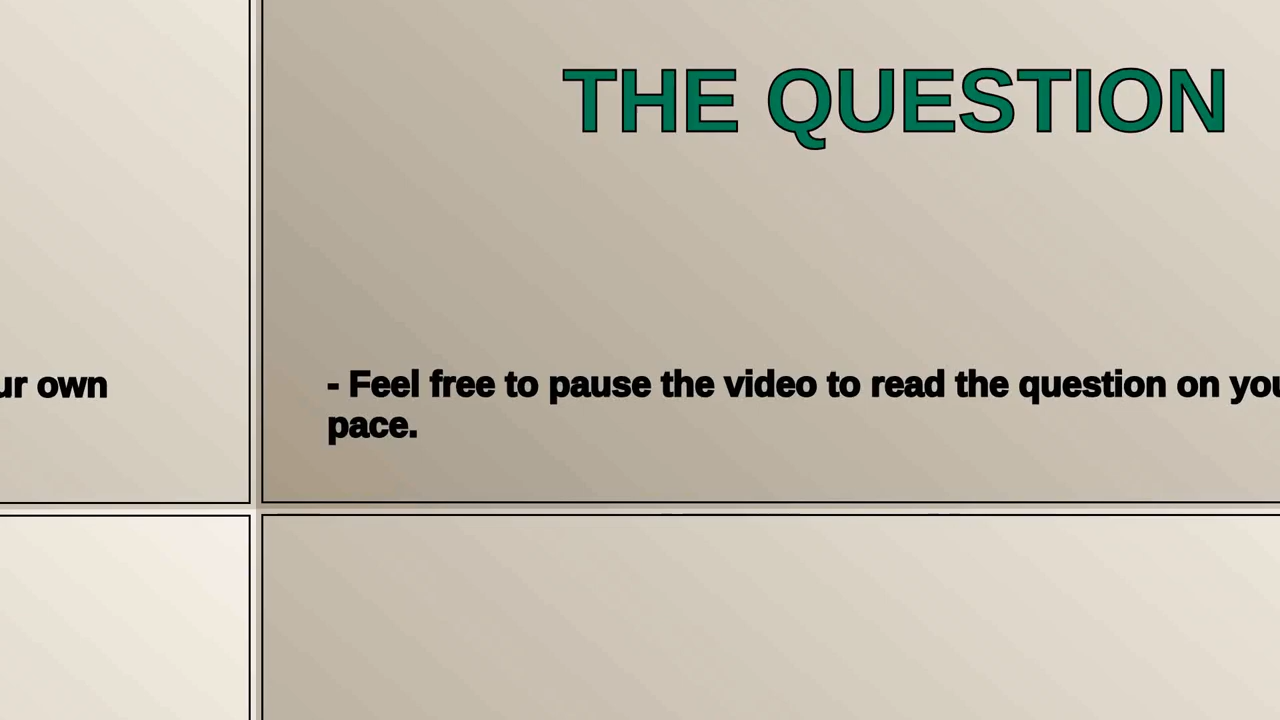 THE QUESTION
ur own
- Feel free to pause the video to read the question on you
pace.